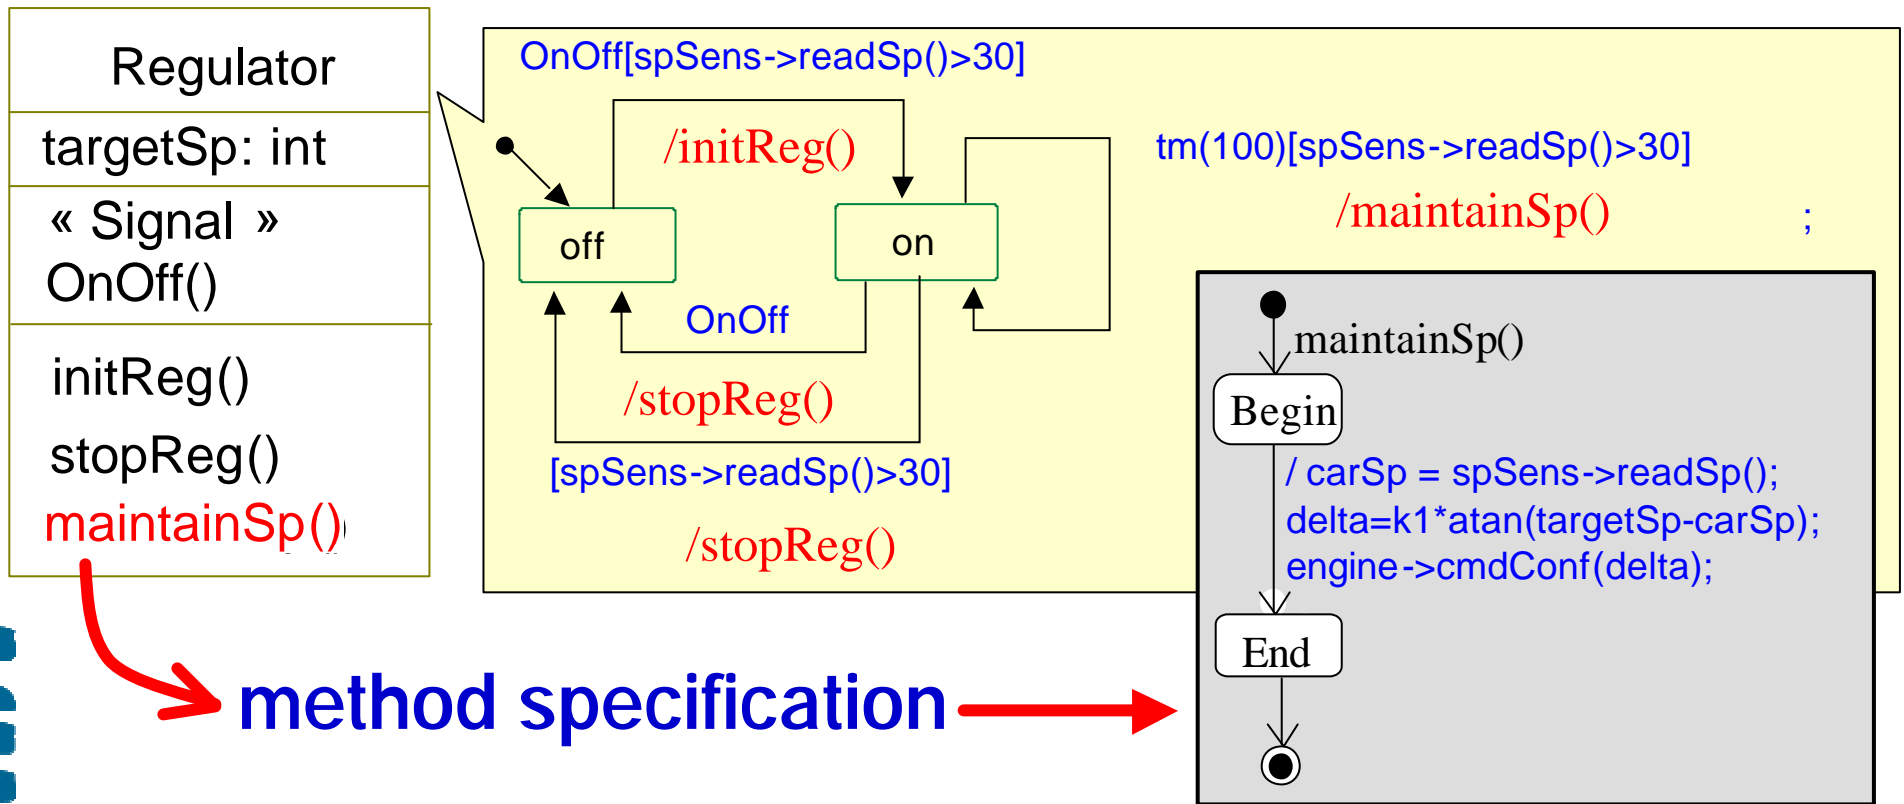 Regulator
targetSp: int
« Signal »
OnOff()
initReg()
stopReg()
maintainSp()
OnOff[spSens->readSp()>30]
/initReg()
off
on
OnOff
/stopReg()
[spSens->readSp()>30]
/stopReg()
tm(100)[spSens->readSp()>30]
/maintainSp() ;
maintainSp()
Begin
/ carSp = spSens->readSp();
delta=k1*atan(targetSp-carSp);
engine->cmdConf(delta);
End
method specification